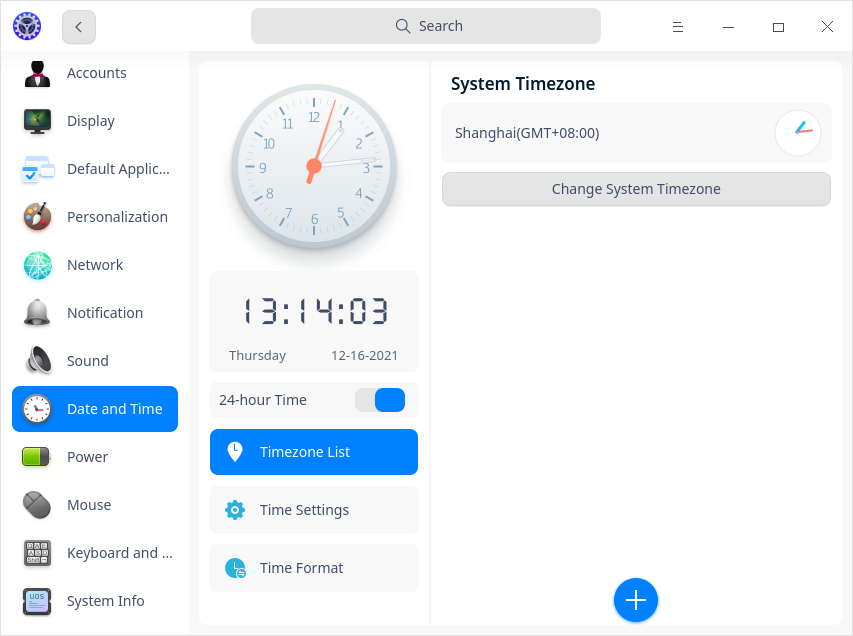 Search
Accounts
Display
Default Applic...
Personalization
Network
Notification
Sound
Date and Time
Power
Mouse
Keyboard and ...
System Info
12
1
2
3
4
5
6
7
8
9
10
11
13:14:03
Thursday 12-16-2021
24-hour Time
Timezone List
Time Settings
Time Format
System Timezone
Shanghai(GMT+08:00)
Change System Timezone
UOS